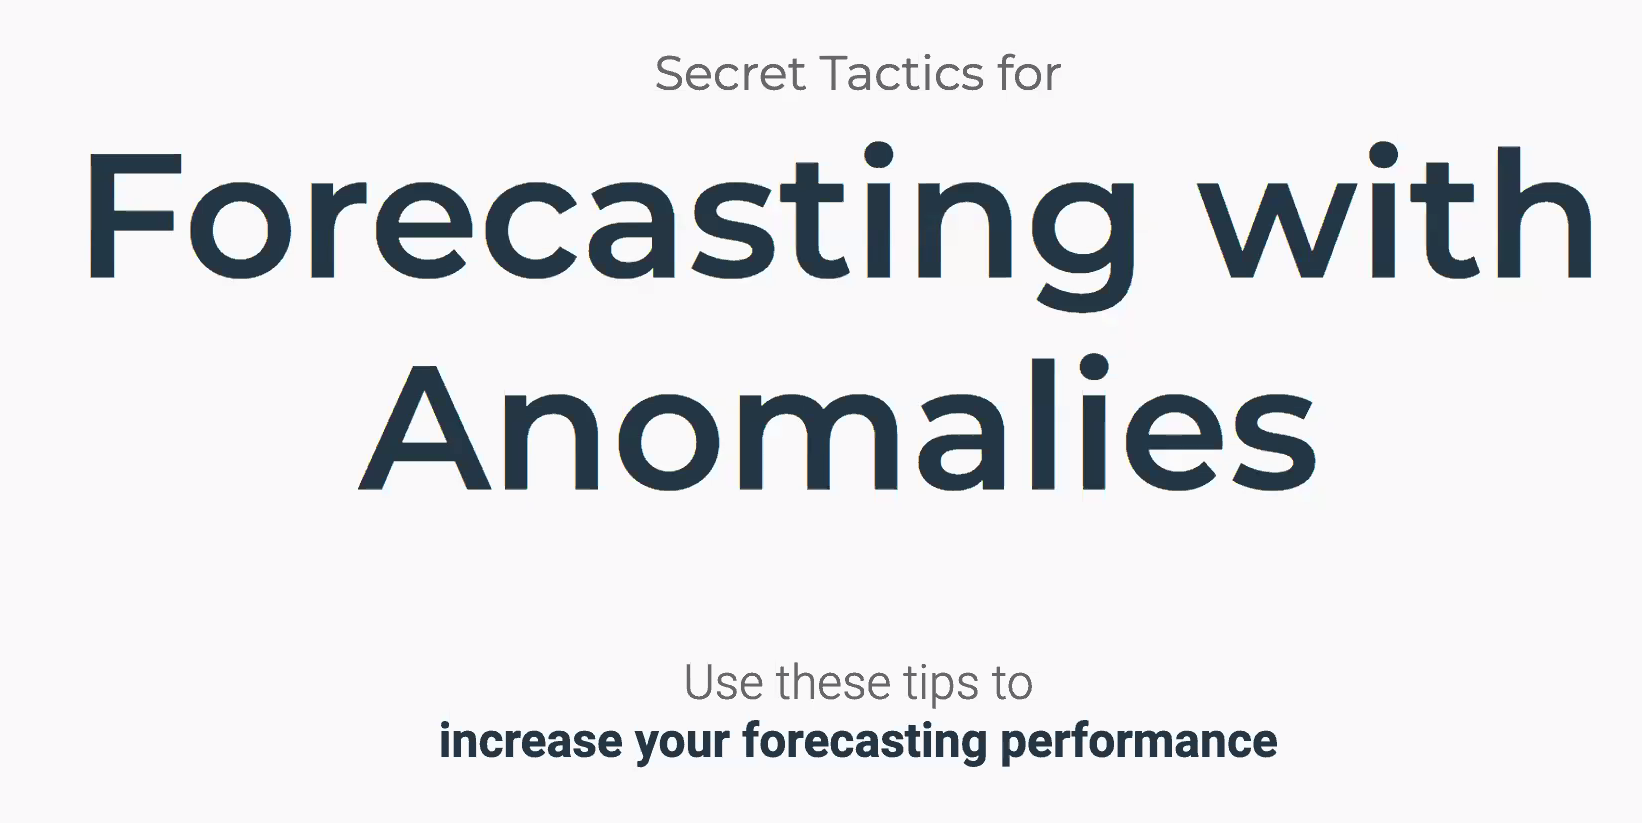 Secret Tactics for
Forecasting with
Anomalies
Use these tips to
increase your forecasting performance